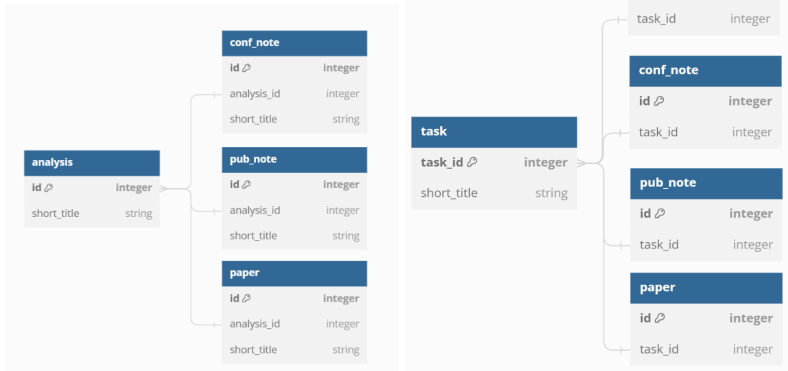 conf_note
id integer
analysis_id integer
short_title string
analysis
id integer
short_title string
pub_note
id integer
analysis_id integer
short_title string
paper
id integer
analysis_id integer
short_title string
task_id integer
conf_note
id integer
task_id integer
task
task_id integer
short_title string
pub_note
id integer
task_id integer
paper
id integer
task_id integer